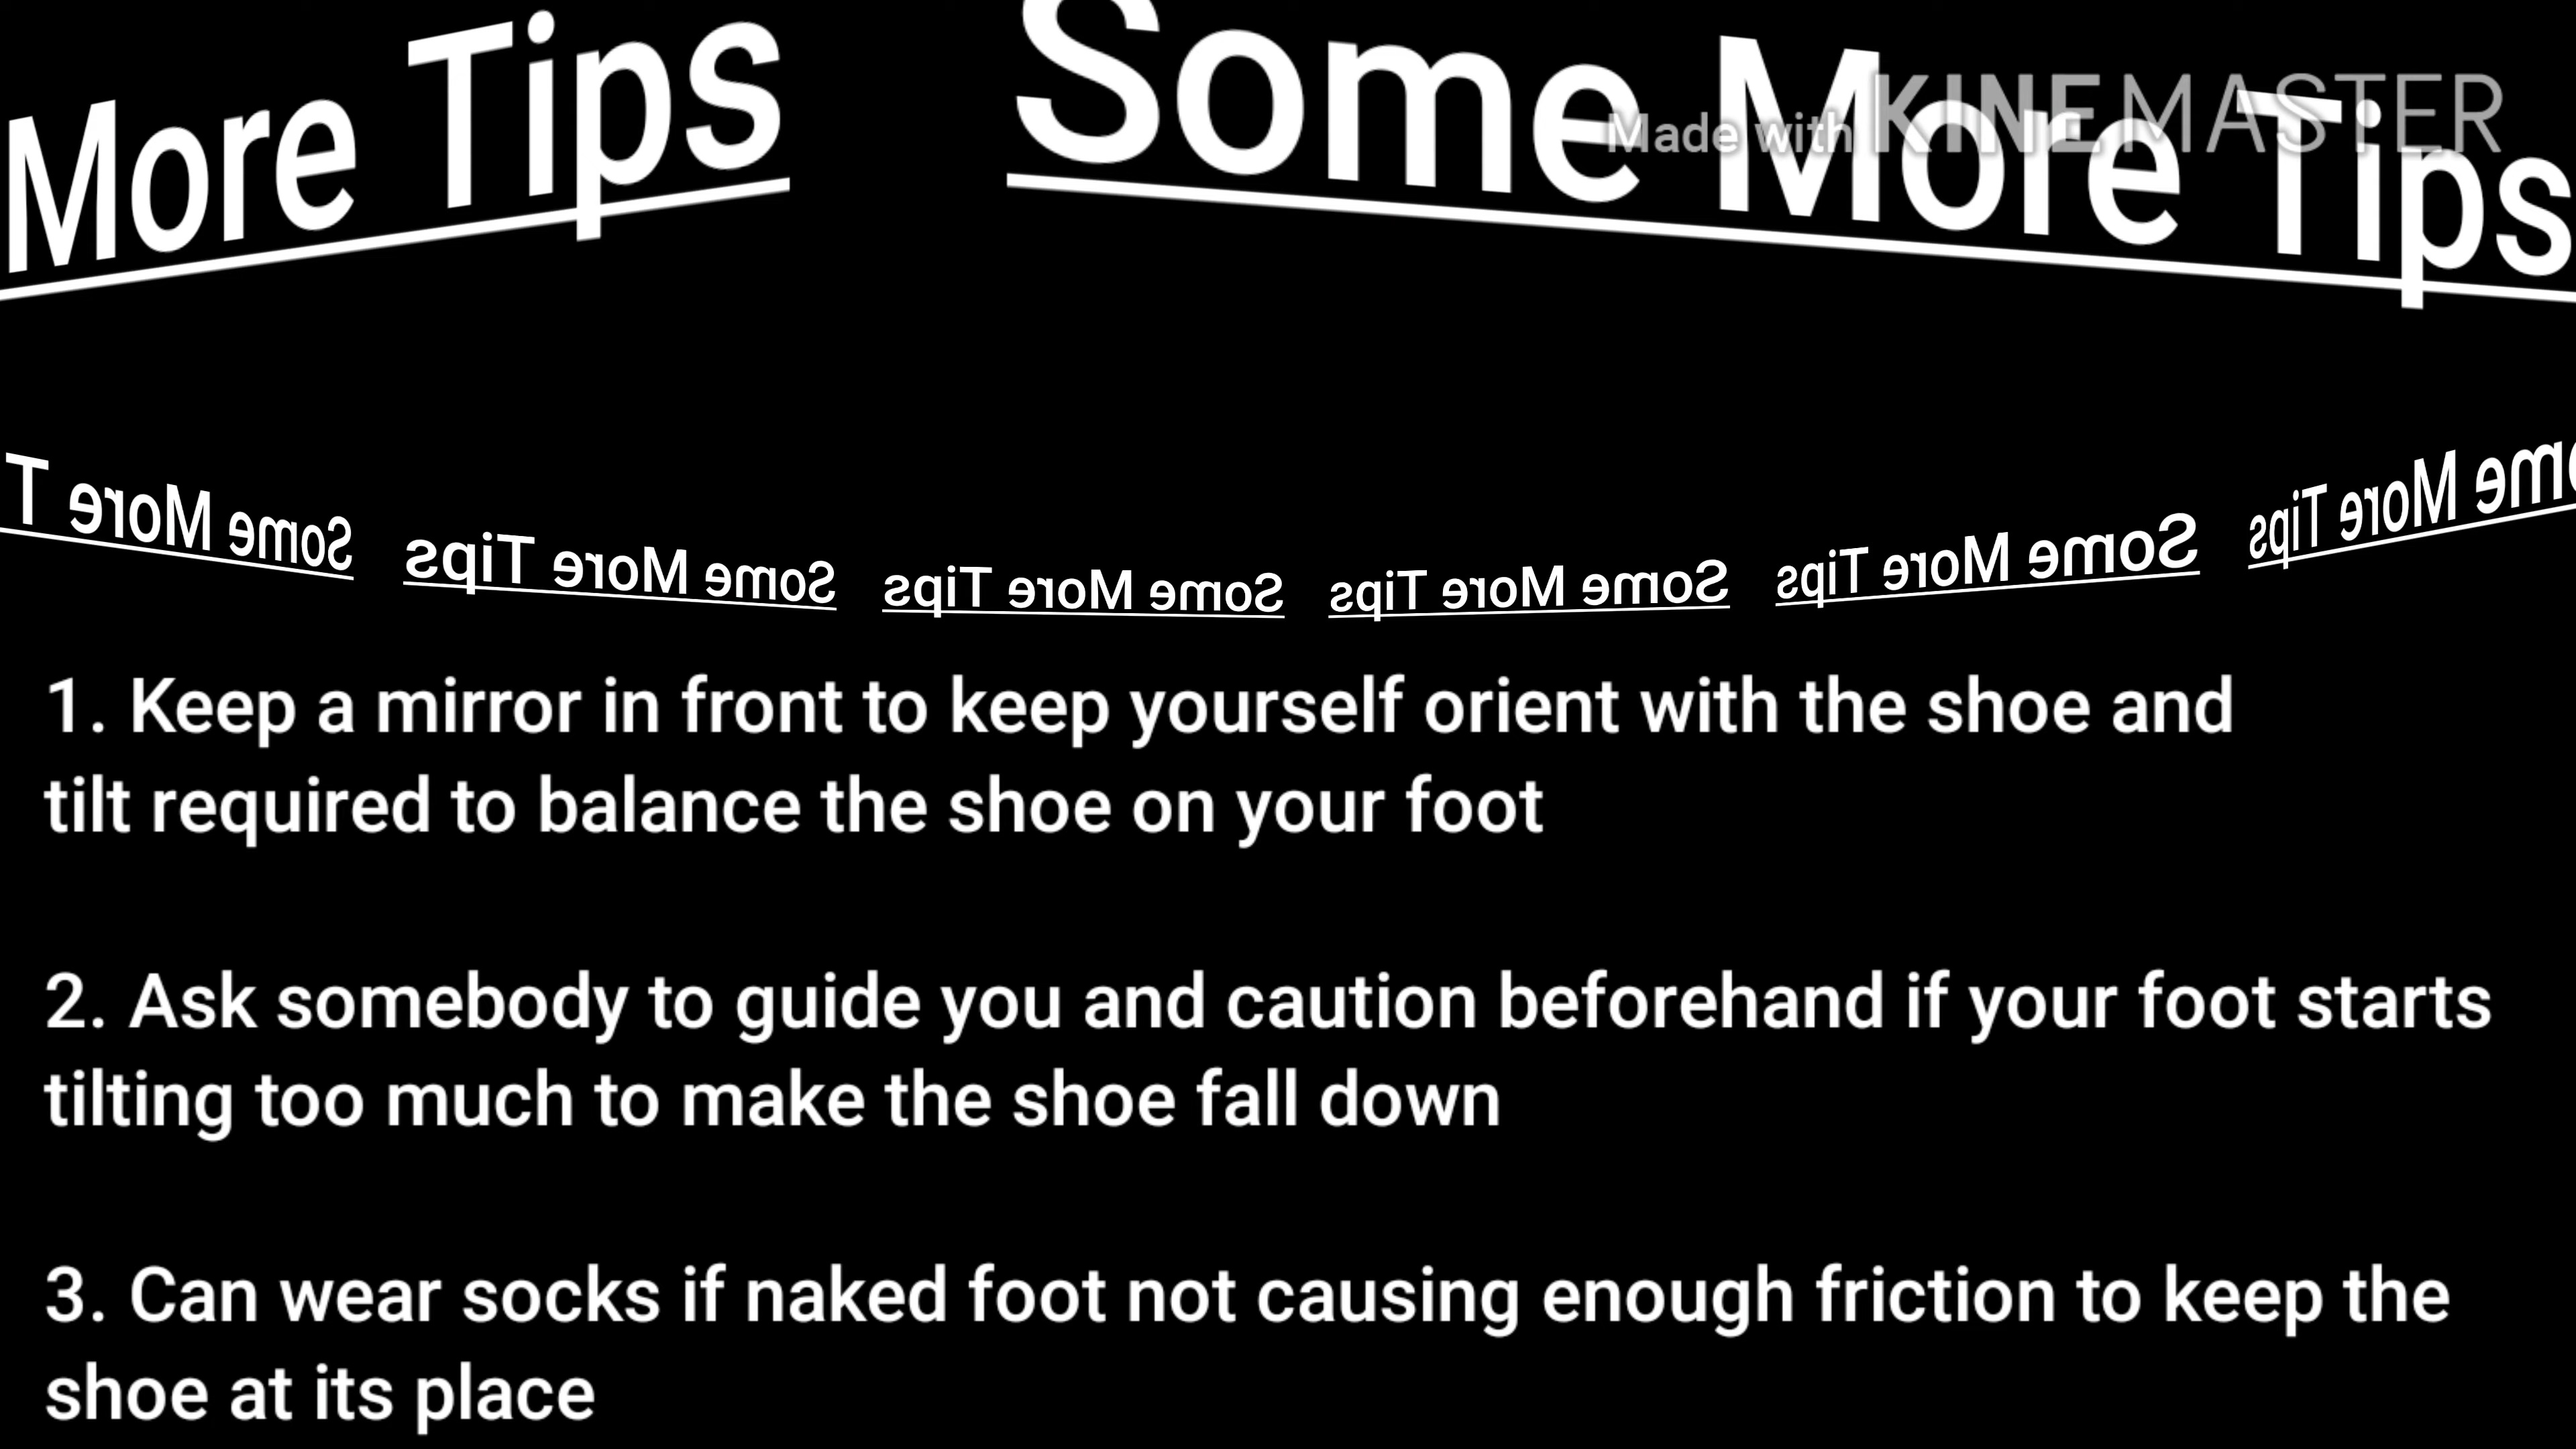 More Tips
Some More Tips
Made with KINEMASTER
Some More T
Some More Tips
Some More Tips
Some More Tips
Some More Tips
ome More Tips
1. Keep a mirror in front to keep yourself orient with the shoe and
tilt required to balance the shoe on your foot
2. Ask somebody to guide you and caution beforehand if your foot starts
tilting too much to make the shoe fall down
3. Can wear socks if naked foot not causing enough friction to keep the
shoe at its place